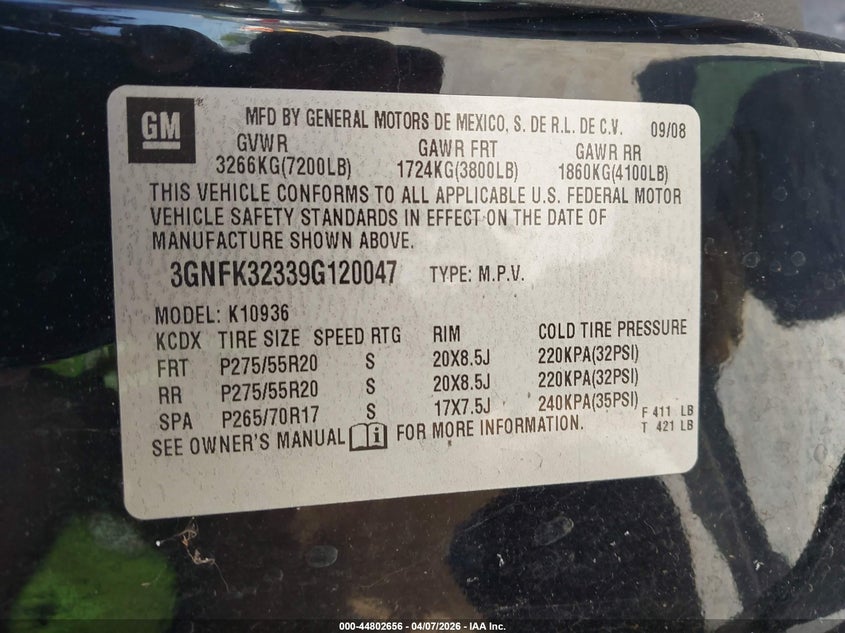 GM®
MFD BY GENERAL MOTORS DE MEXICO, S. DE R.L. DE C.V. 09/08
GVWR GAWR FRT GAWR RR
3266KG(7200LB) 1724KG(3800LB) 1860KG(4100LB)
THIS VEHICLE CONFORMS TO ALL APPLICABLE U.S. FEDERAL MOTOR
VEHICLE SAFETY STANDARDS IN EFFECT ON THE DATE OF
MANUFACTURE SHOWN ABOVE.
3GNFK32339G120047 TYPE: M.P.V.
MODEL: K10936
KCDX TIRE SIZE SPEED RTG RIM COLD TIRE PRESSURE
FRT P275/55R20 S 20X8.5J 220KPA(32PSI)
RR P275/55R20 S 20X8.5J 220KPA(32PSI)
SPA P265/70R17 S 17X7.5J 240KPA(35PSI) F 411 LB
T 421 LB
SEE OWNER'S MANUAL FOR MORE INFORMATION.
000-44802656 - 04/07/2026 - IAA Inc.